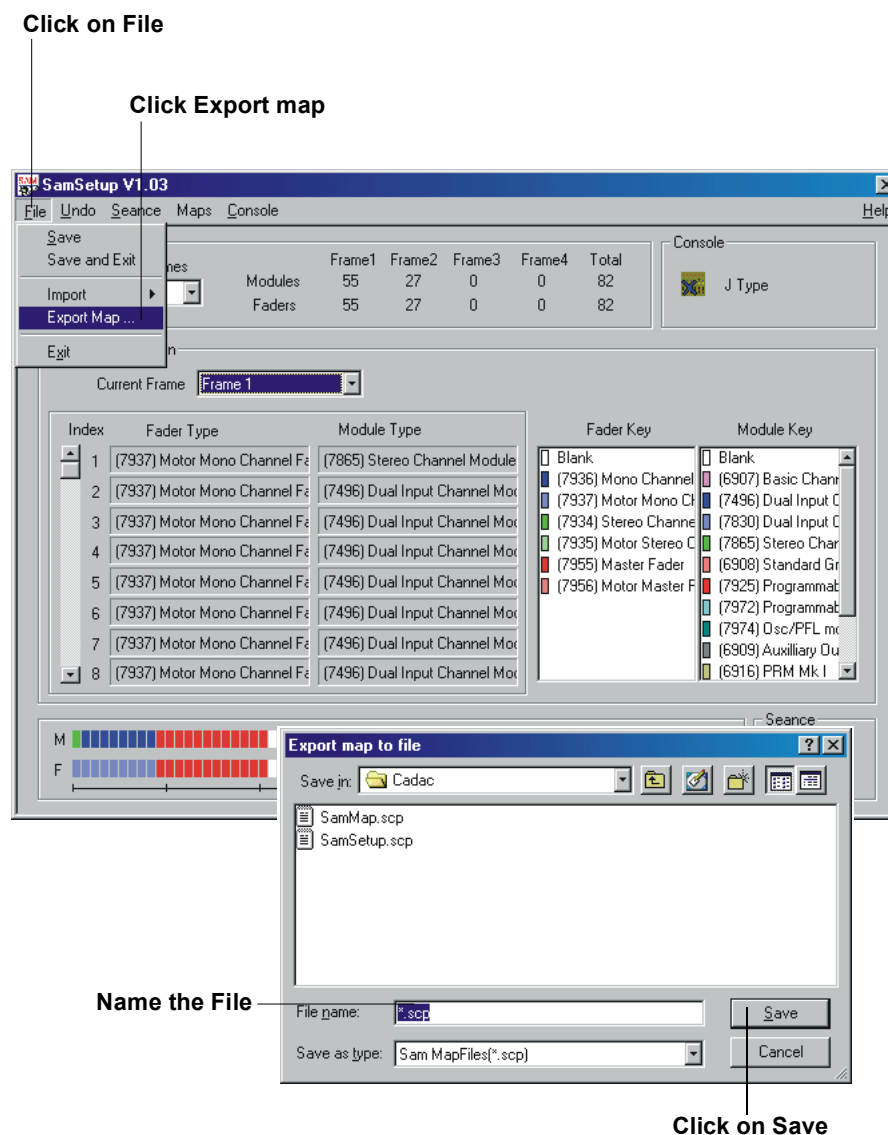 Click on File
Click Export map
SAM
SamSetup V1.03
File Undo Seance Maps Console Help
Save
Save and Exit
Import
Export Map ...
Exit
mes
Frame1 Frame2 Frame3 Frame4 Total
Modules 55 27 0 0 82
Faders 55 27 0 0 82
Console
J Type
n
Current Frame Frame 1
Index Fader Type Module Type
1 (7937) Motor Mono Channel Fa (7865) Stereo Channel Module
2 (7937) Motor Mono Channel Fa (7496) Dual Input Channel Mod
3 (7937) Motor Mono Channel Fa (7496) Dual Input Channel Mod
4 (7937) Motor Mono Channel Fa (7496) Dual Input Channel Mod
5 (7937) Motor Mono Channel Fa (7496) Dual Input Channel Mod
6 (7937) Motor Mono Channel Fa (7496) Dual Input Channel Mod
7 (7937) Motor Mono Channel Fa (7496) Dual Input Channel Mod
8 (7937) Motor Mono Channel Fa (7496) Dual Input Channel Mod
Fader Key
Blank
(7936) Mono Channel
(7937) Motor Mono Ch
(7934) Stereo Channe
(7935) Motor Stereo C
(7955) Master Fader
(7956) Motor Master F
Module Key
Blank
(6907) Basic Chann
(7496) Dual Input C
(7830) Dual Input C
(7865) Stereo Char
(6908) Standard Gr
(7925) Programmab
(7972) Programmab
(7974) Osc/PFL mo
(6909) Auxilliary Ou
(6916) PRM Mk I
M
F
Seance
Export map to file
Save in: Cadac
SamMap.scp
SamSetup.scp
Name the File
File name: *.scp
Save
Save as type: Sam MapFiles(*.scp)
Cancel
Click on Save